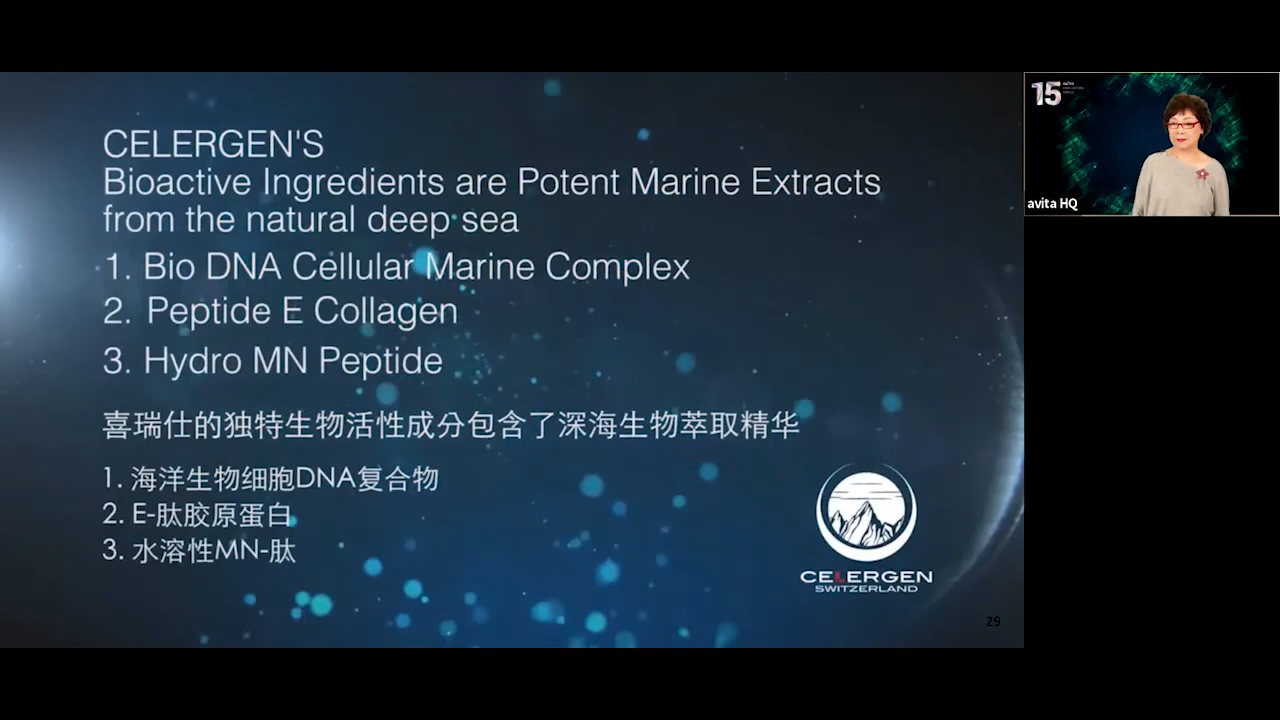 CELERGEN'S
Bioactive Ingredients are Potent Marine Extracts
from the natural deep sea
1. Bio DNA Cellular Marine Complex
2. Peptide E Collagen
3. Hydro MN Peptide
喜瑞仕的独特生物活性成分包含了深海生物萃取精华
1. 海洋生物细胞DNA复合物
2. E-肽胶原蛋白
3. 水溶性MN-肽
CELERGEN
SWITZERLAND
29
15
avita HQ